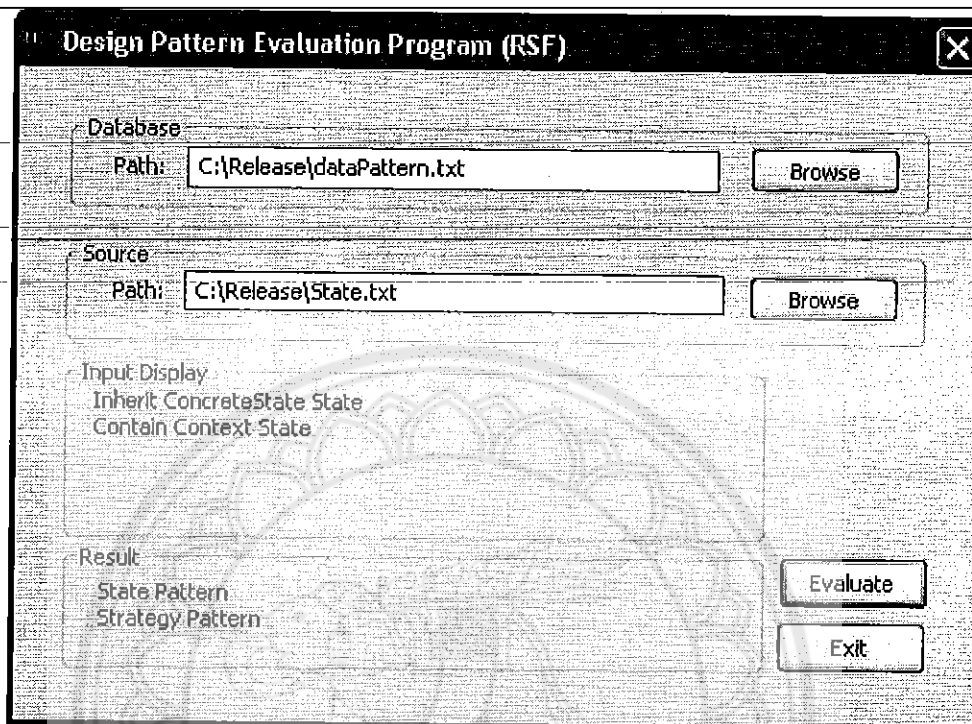 Design Pattern Evaluation Program (RSF)
Database
Path: C:\Release\dataPattern.txt Browse
Source
Path: C:\Release\State.txt Browse
Input Display
Inherit ConcreteState State
Contain Context State
Result
State Pattern
Strategy Pattern
Evaluate
Exit